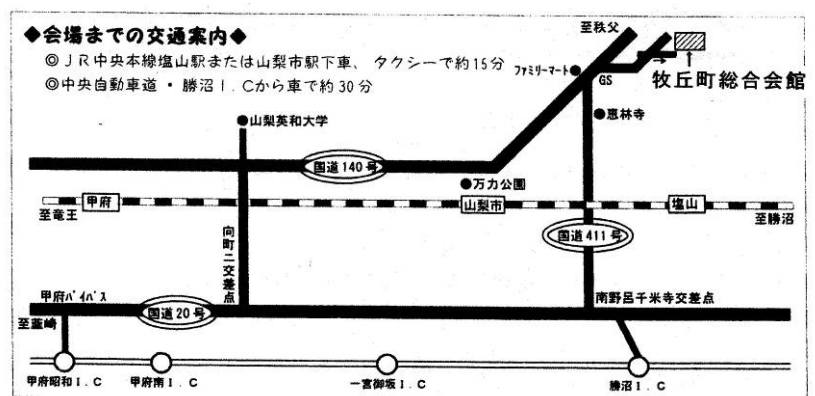 ◆会場までの交通案内◆
◎JR中央本線塩山駅または山梨市駅下車、タクシーで約15分
◎中央自動車道・勝沼I.Cから車で約30分
至秩父
ファミリーマート
GS
牧丘町総合会館
山梨英和大学
恵林寺
国道140号
万力公園
甲府
山梨市
塩山
至竜王
至勝沼
向町二交差点
国道411号
甲府バイパス
国道20号
南野呂千米寺交差点
至韮崎
甲府昭和I.C
甲府南I.C
一宮御坂I.C
勝沼I.C